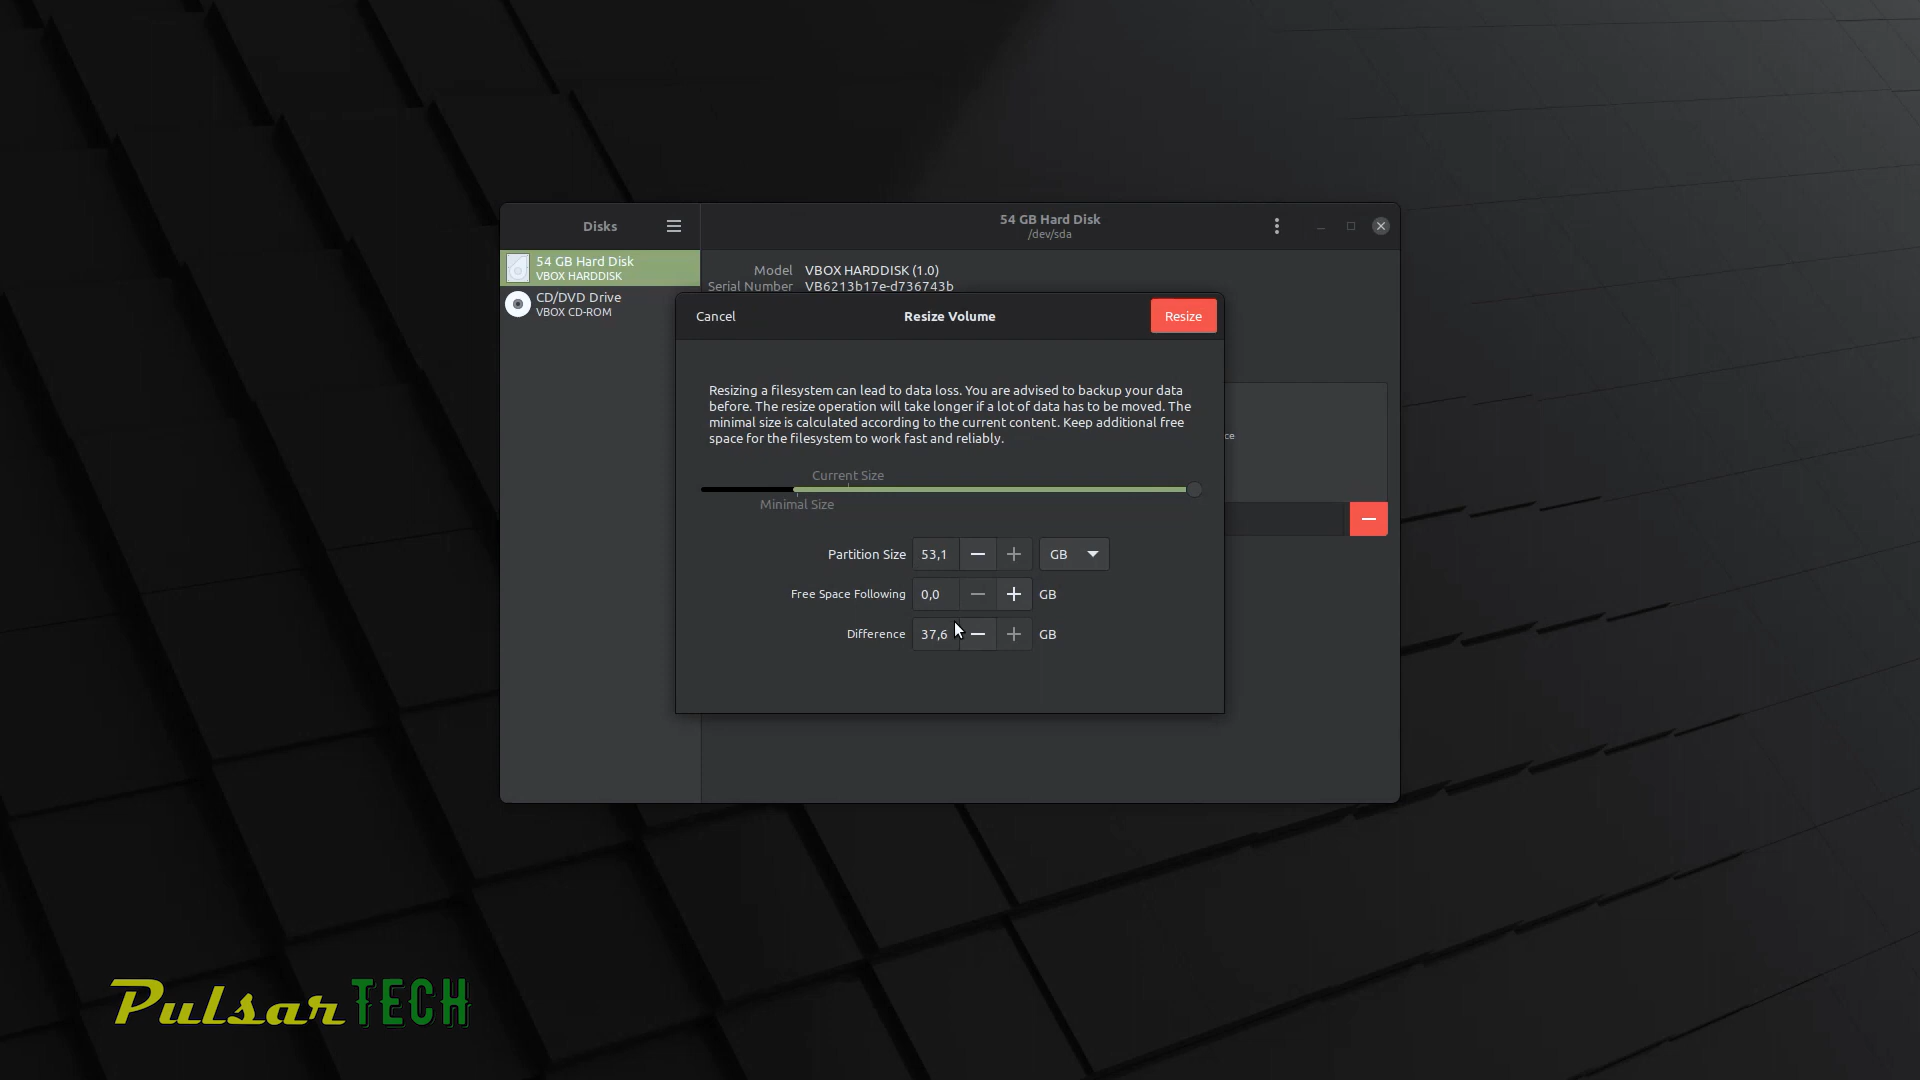 Disks
54 GB Hard Disk
/dev/sda
54 GB Hard Disk
VBOX HARDDISK
CD/DVD Drive
VBOX CD-ROM
Model VBOX HARDDISK (1.0)
Serial Number VB6213b17e-d736743b
Cancel
Resize Volume
Resize
Resizing a filesystem can lead to data loss. You are advised to backup your data
before. The resize operation will take longer if a lot of data has to be moved. The
minimal size is calculated according to the current content. Keep additional free
space for the filesystem to work fast and reliably.
ce
Current Size
Minimal Size
Partition Size 53,1 GB
Free Space Following 0,0 GB
Difference 37,6 GB
PulsarTECH